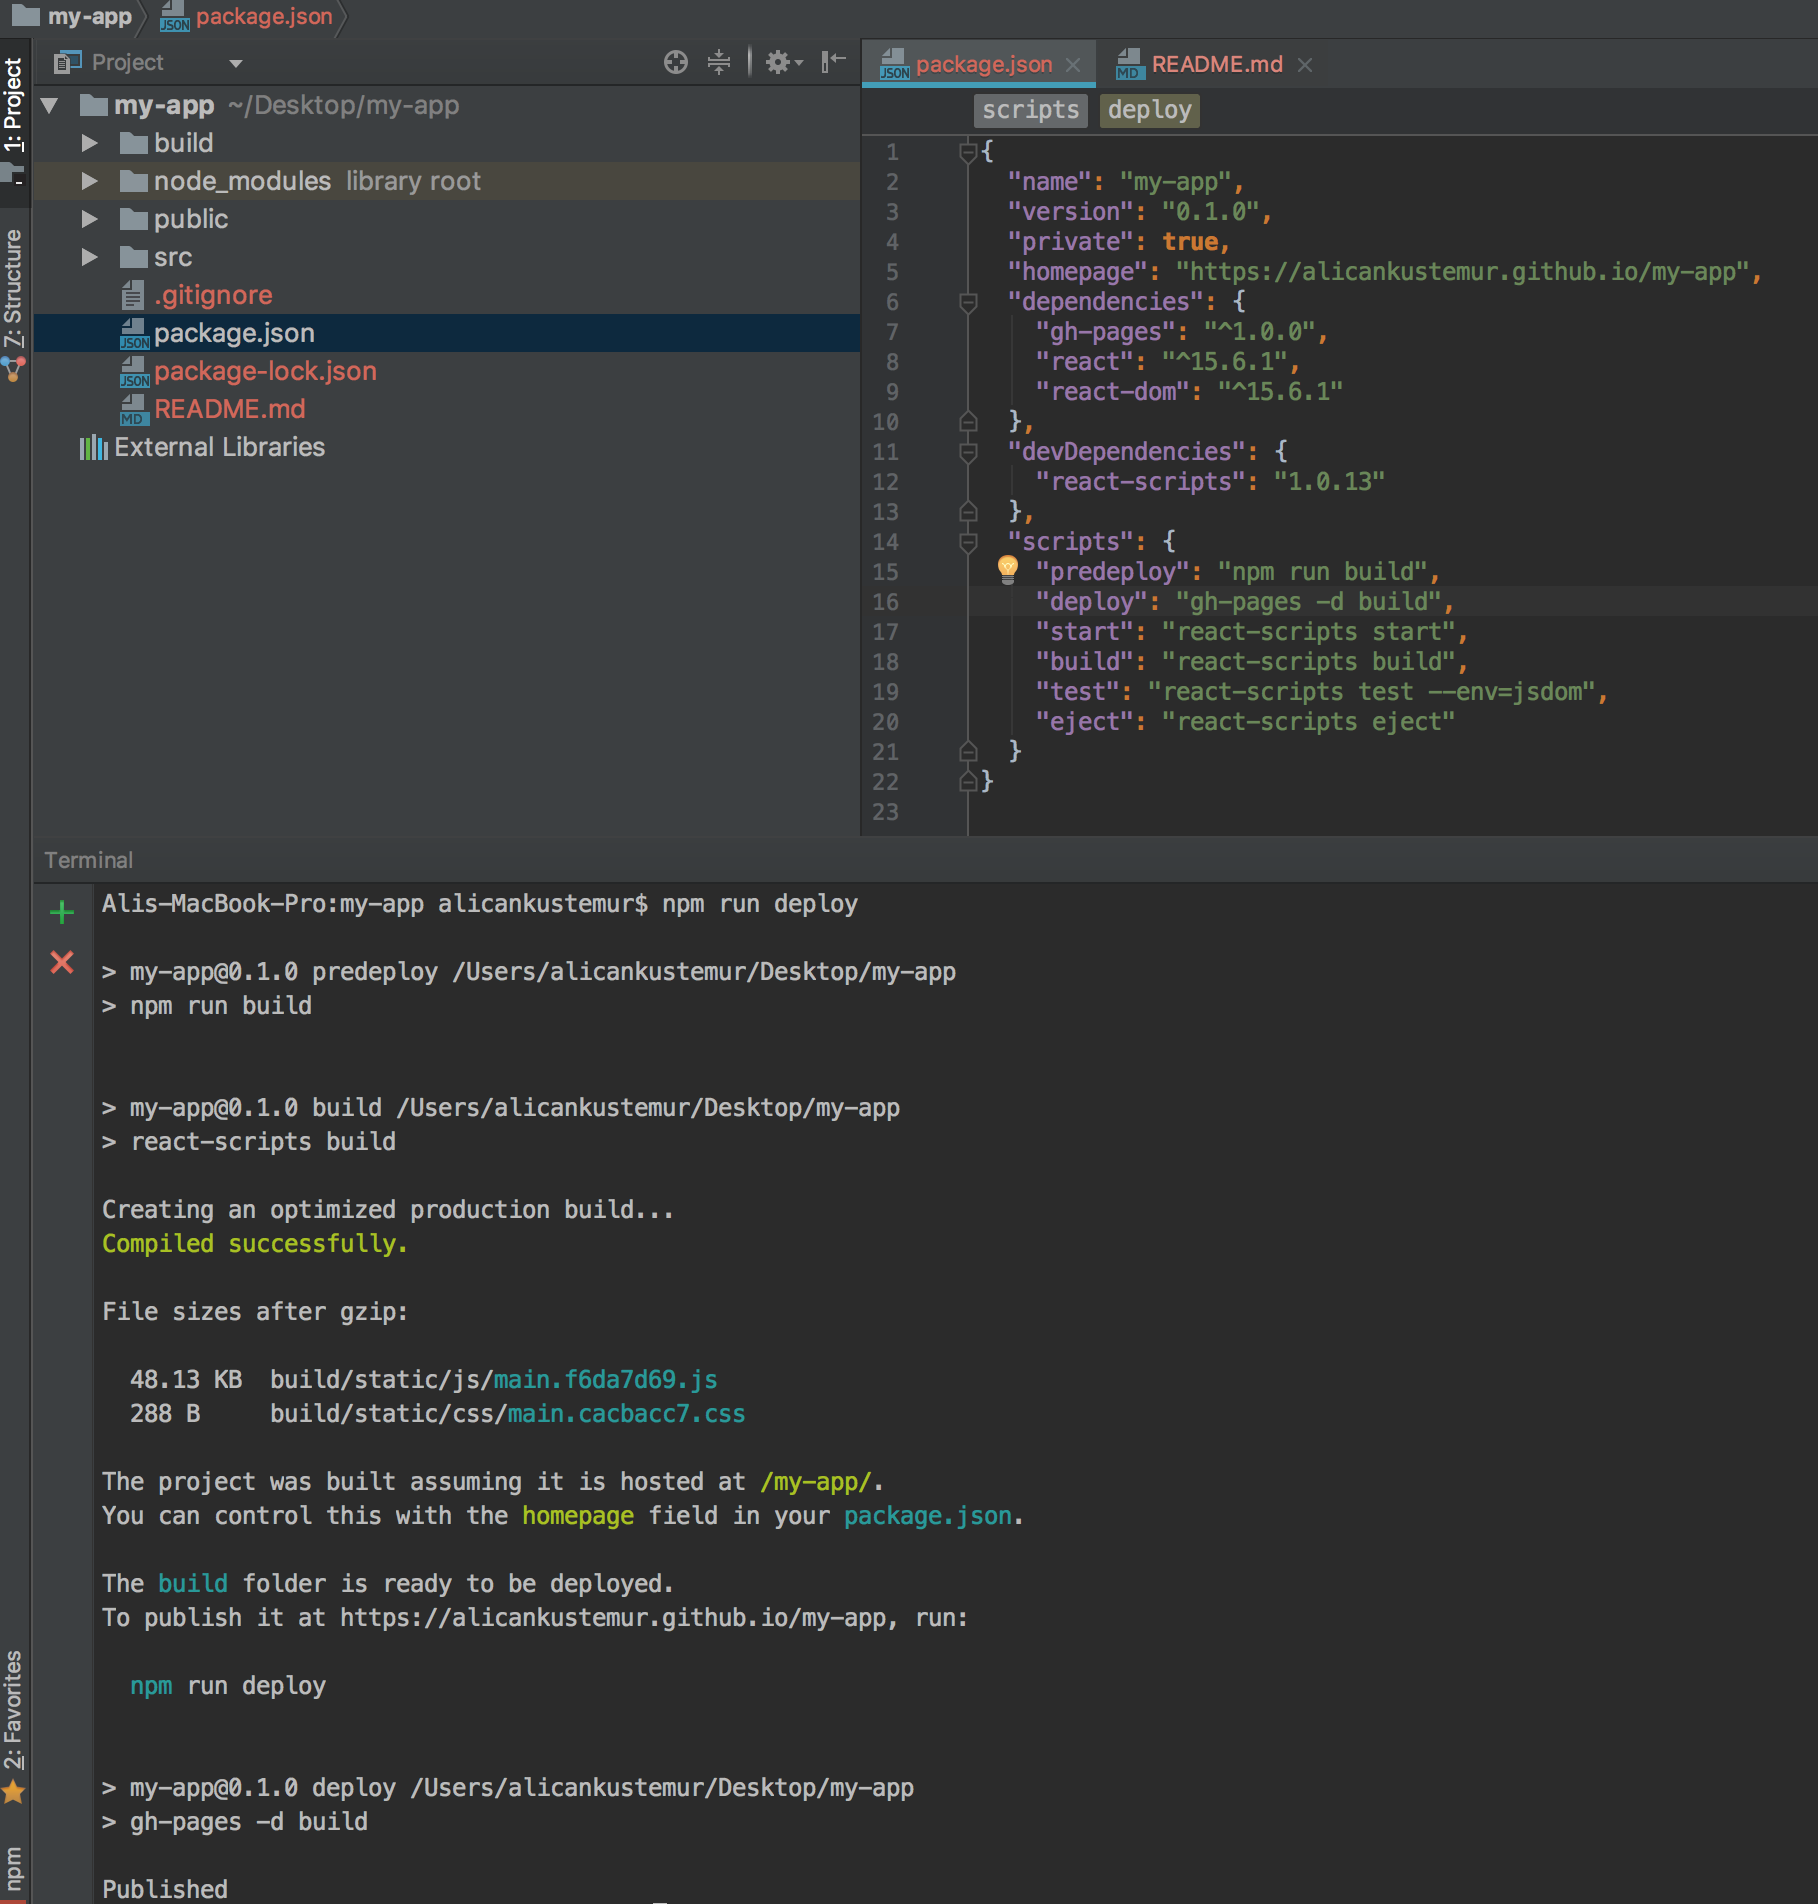 my-app package.json
1: Project
7: Structure
2: Favorites
npm
Project
my-app ~/Desktop/my-app
build
node_modules library root
public
src
.gitignore
JSON package.json
JSON package-lock.json
MD README.md
External Libraries
JSON package.json MD README.md
scripts deploy
1 {
2 "name": "my-app",
3 "version": "0.1.0",
4 "private": true,
5 "homepage": "https://alicankustemur.github.io/my-app",
6 "dependencies": {
7 "gh-pages": "^1.0.0",
8 "react": "^15.6.1",
9 "react-dom": "^15.6.1"
10 },
11 "devDependencies": {
12 "react-scripts": "1.0.13"
13 },
14 "scripts": {
15 "predeploy": "npm run build",
16 "deploy": "gh-pages -d build",
17 "start": "react-scripts start",
18 "build": "react-scripts build",
19 "test": "react-scripts test --env=jsdom",
20 "eject": "react-scripts eject"
21 }
22 }
23
Terminal
Alis-MacBook-Pro:my-app alicankustemur$ npm run deploy
> my-app@0.1.0 predeploy /Users/alicankustemur/Desktop/my-app
> npm run build
> my-app@0.1.0 build /Users/alicankustemur/Desktop/my-app
> react-scripts build
Creating an optimized production build...
Compiled successfully.
File sizes after gzip:
48.13 KB build/static/js/main.f6da7d69.js
288 B build/static/css/main.cacbacc7.css
The project was built assuming it is hosted at /my-app/.
You can control this with the homepage field in your package.json.
The build folder is ready to be deployed.
To publish it at https://alicankustemur.github.io/my-app, run:
npm run deploy
> my-app@0.1.0 deploy /Users/alicankustemur/Desktop/my-app
> gh-pages -d build
Published